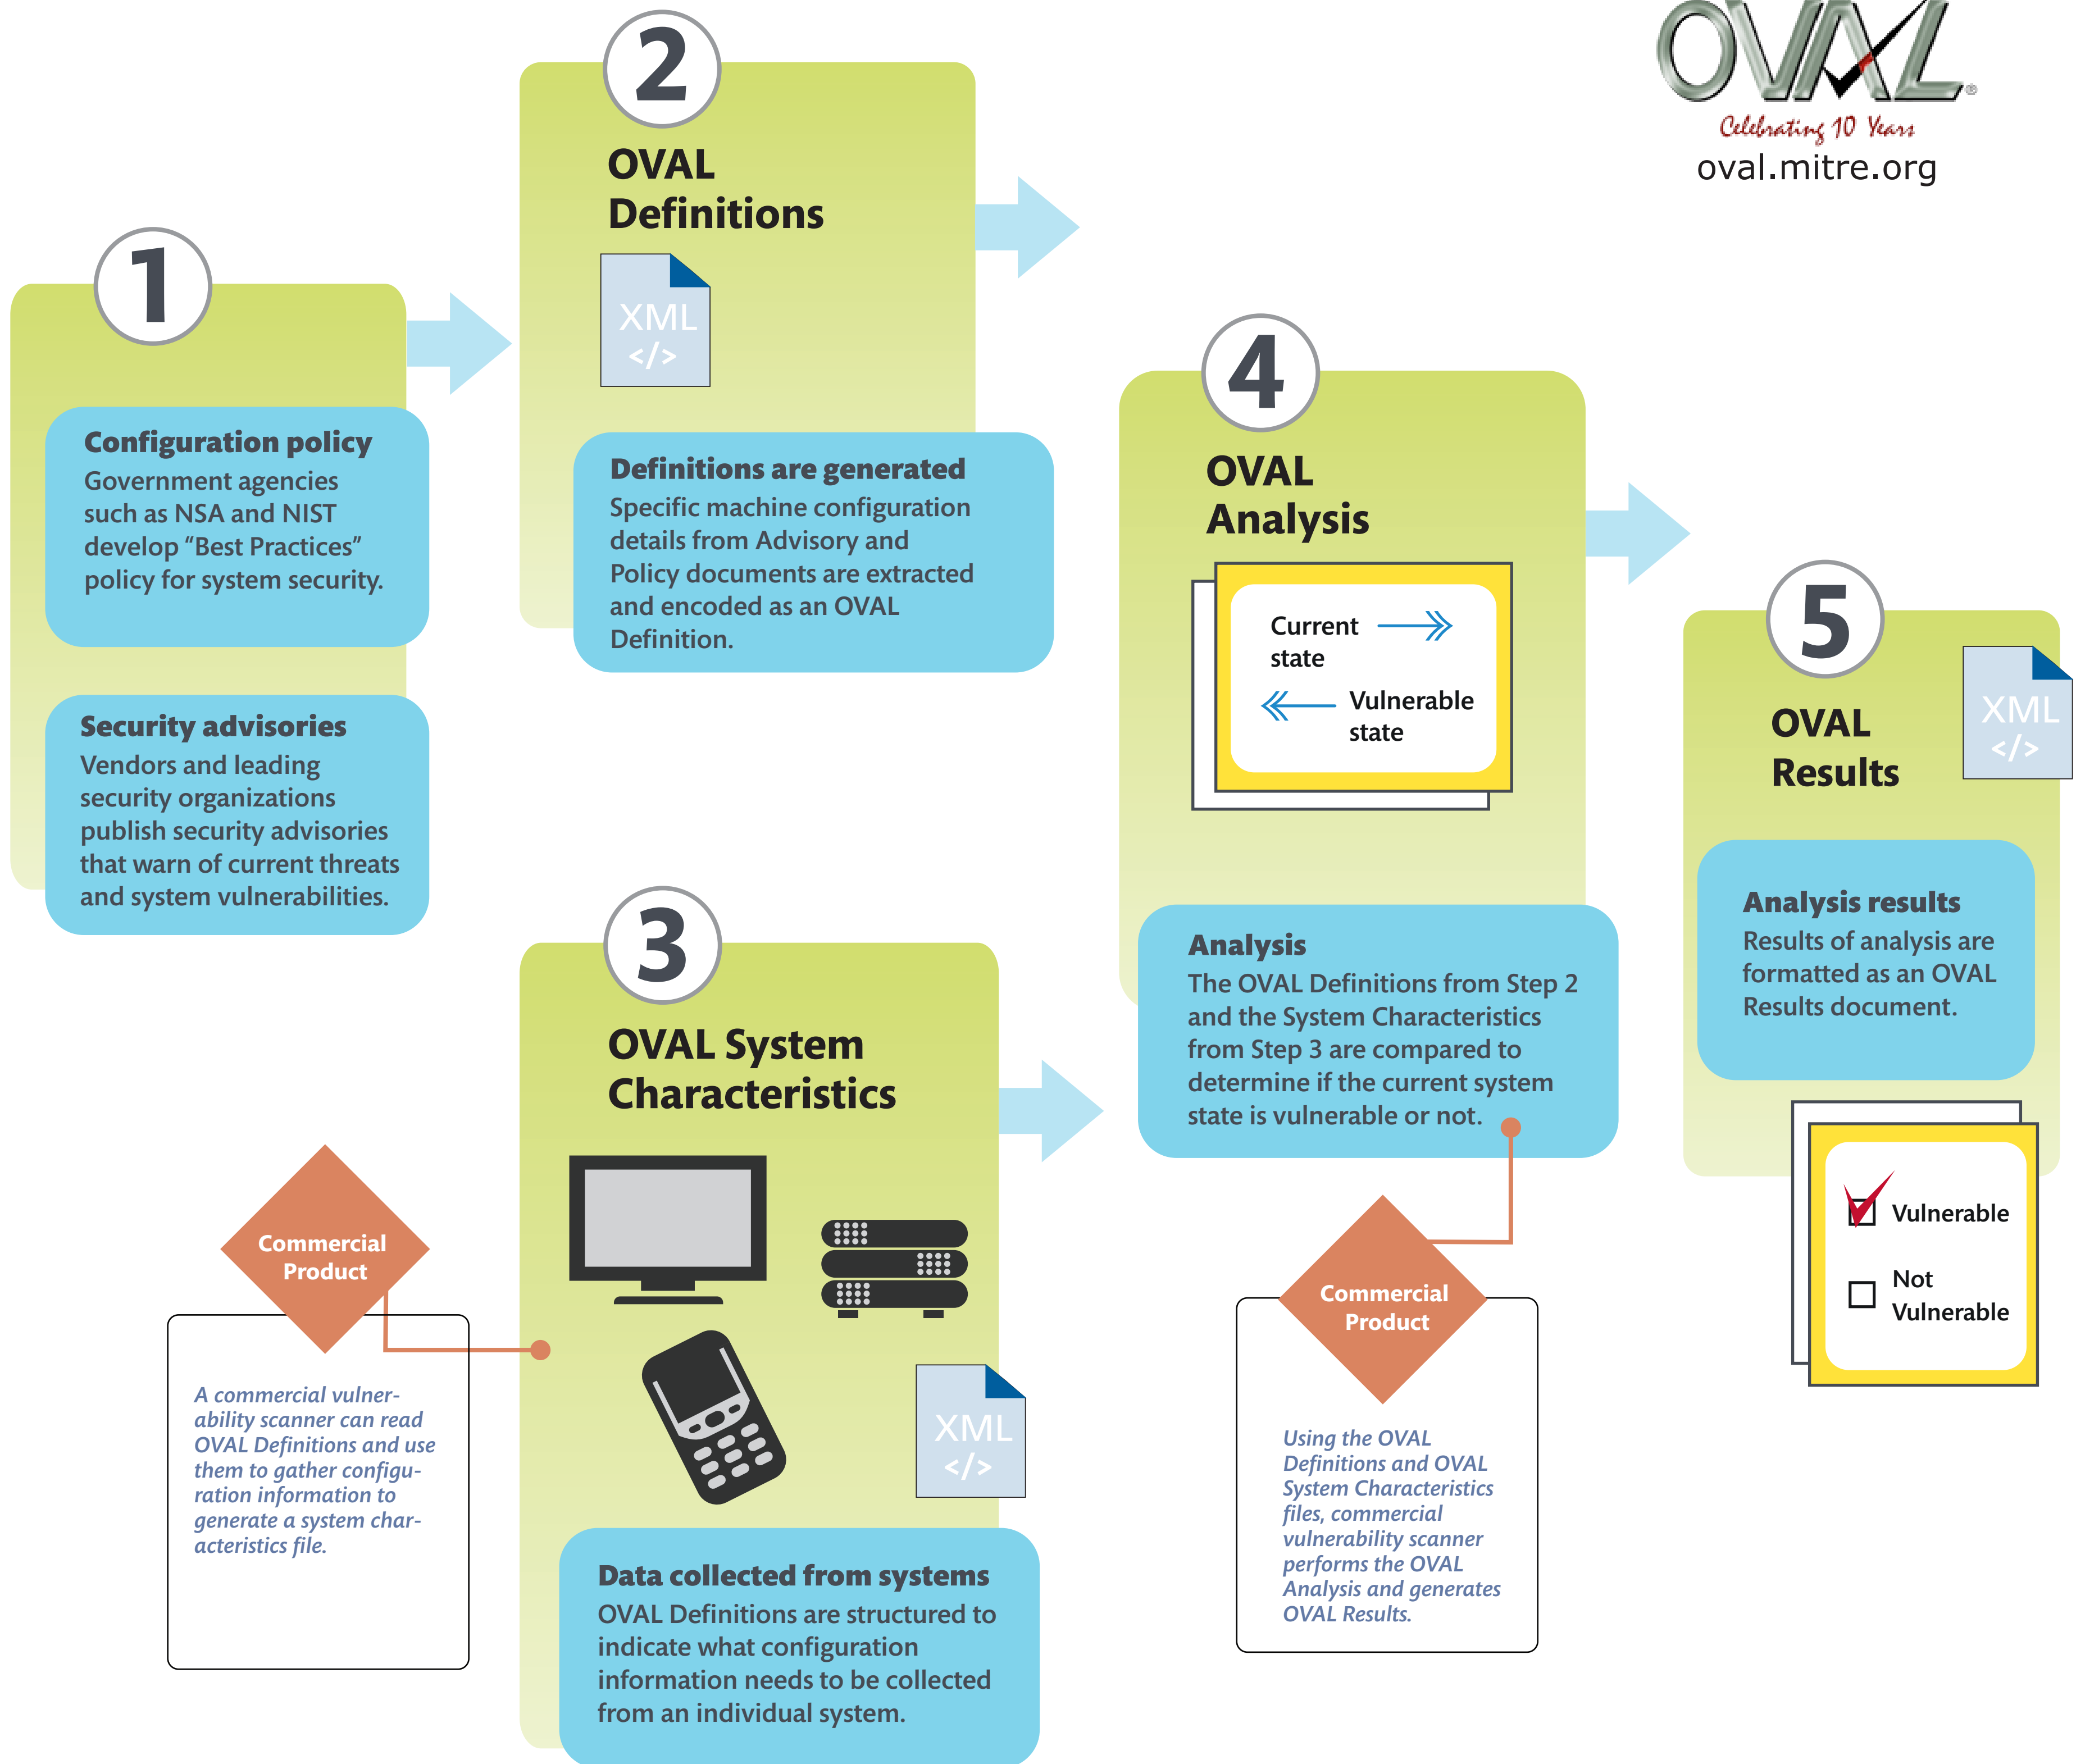 OVAL®
Celebrating 10 Years
oval.mitre.org
1
Configuration policy
Government agencies
such as NSA and NIST
develop “Best Practices”
policy for system security.
Security advisories
Vendors and leading
security organizations
publish security advisories
that warn of current threats
and system vulnerabilities.
2
OVAL
Definitions
XML
</>
Definitions are generated
Specific machine configuration
details from Advisory and
Policy documents are extracted
and encoded as an OVAL
Definition.
3
OVAL System
Characteristics
XML
</>
Data collected from systems
OVAL Definitions are structured to
indicate what configuration
information needs to be collected
from an individual system.
Commercial
Product
A commercial vulner-
ability scanner can read
OVAL Definitions and use
them to gather configu-
ration information to
generate a system char-
acteristics file.
4
OVAL
Analysis
Current
state
Vulnerable
state
Analysis
The OVAL Definitions from Step 2
and the System Characteristics
from Step 3 are compared to
determine if the current system
state is vulnerable or not.
Commercial
Product
Using the OVAL
Definitions and OVAL
System Characteristics
files, commercial
vulnerability scanner
performs the OVAL
Analysis and generates
OVAL Results.
5
OVAL
Results
XML
</>
Analysis results
Results of analysis are
formatted as an OVAL
Results document.
Vulnerable
Not
Vulnerable